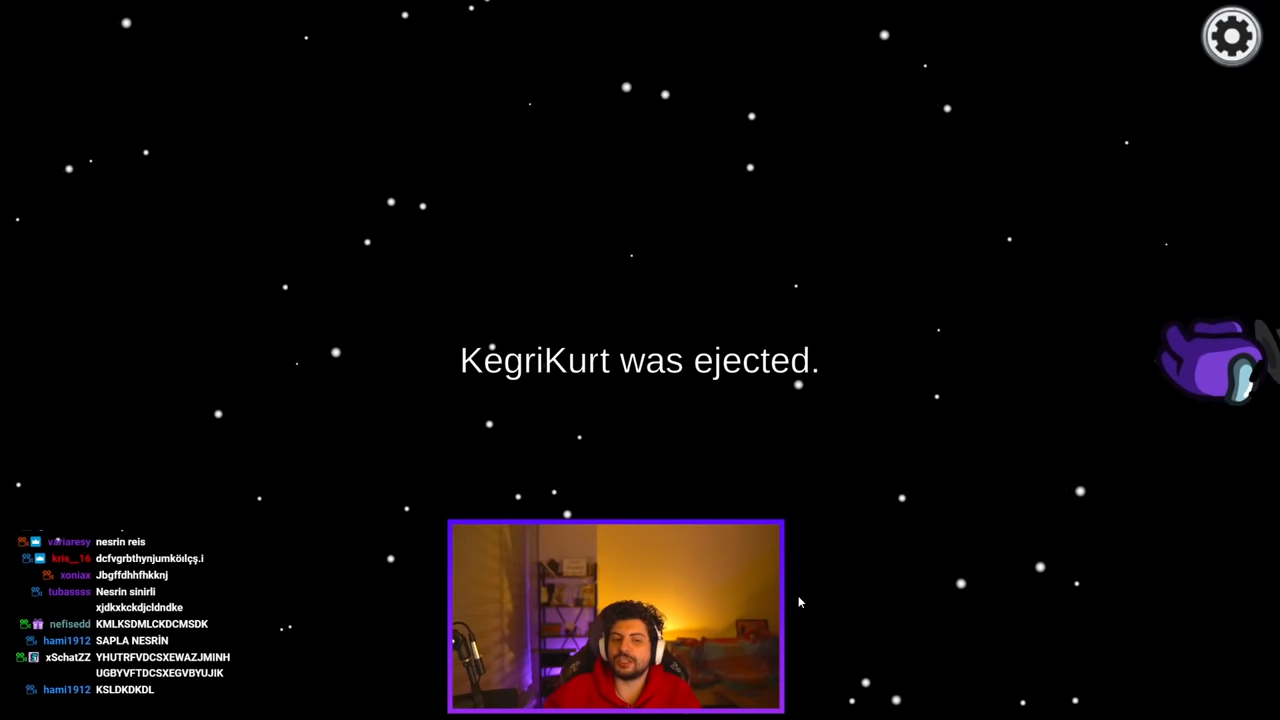 KegriKurt was ejected.
variaresy nesrin reis
kris__16 dcfvgrbthynjumköılçş.i
xoniax Jbgffdhhfhkknj
tubassss Nesrin sinirli
xjdkxkckdjcldndke
nefisedd KMLKSDMLCKDCMSDK
hami1912 SAPLA NESRİN
xSchatZZ YHUTRFVDCSXEWAZJMINH
UGBYVFTDCSXEGVBYUJIK
hami1912 KSLDKDKDL